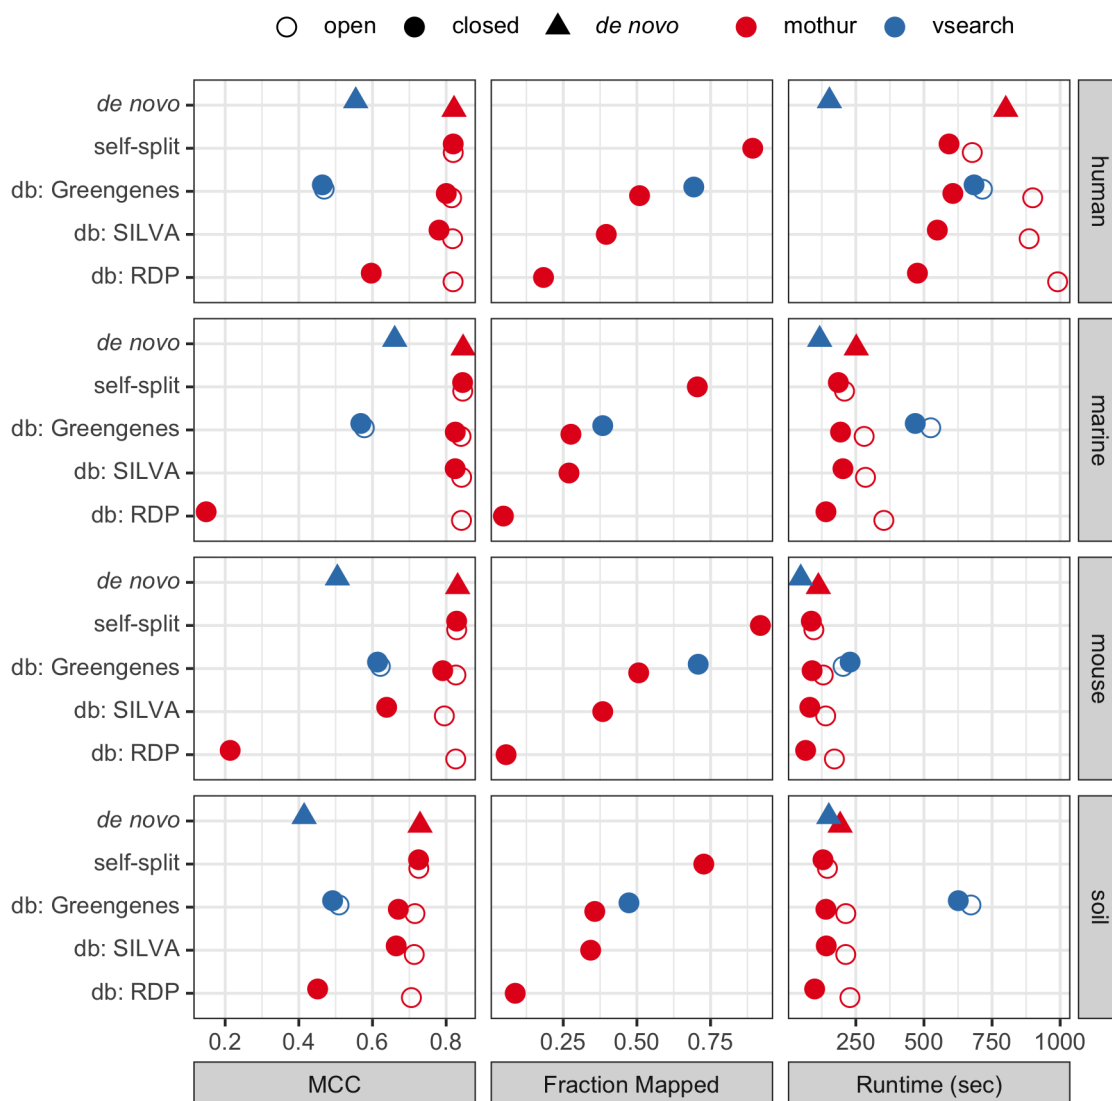 open closed de novo mothur vsearch
de novo
self-split
db: Greengenes
db: SILVA
db: RDP
human
de novo
self-split
db: Greengenes
db: SILVA
db: RDP
marine
de novo
self-split
db: Greengenes
db: SILVA
db: RDP
mouse
de novo
self-split
db: Greengenes
db: SILVA
db: RDP
soil
0.2 0.4 0.6 0.8 0.25 0.50 0.75 250 500 750 1000
MCC Fraction Mapped Runtime (sec)